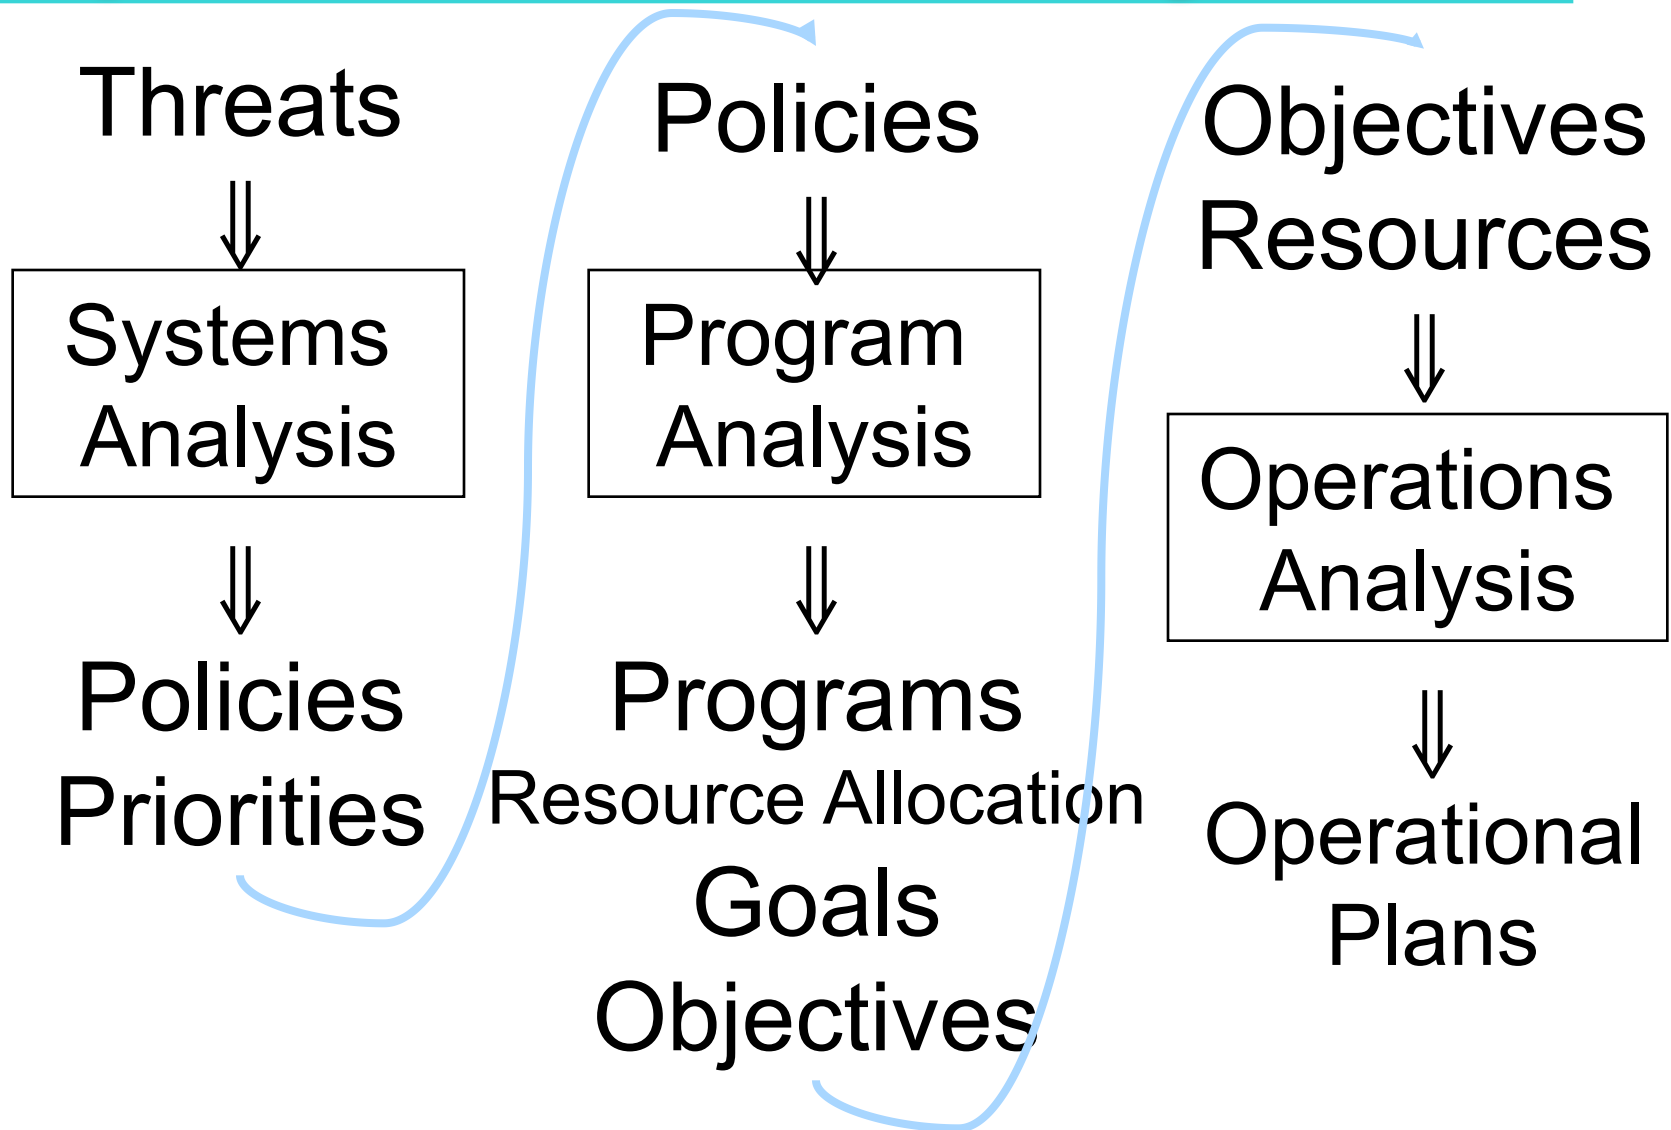 Threats
Systems
Analysis
Policies
Priorities
Policies
Program
Analysis
Programs
Resource Allocation
Goals
Objectives
Objectives
Resources
Operations
Analysis
Operational
Plans